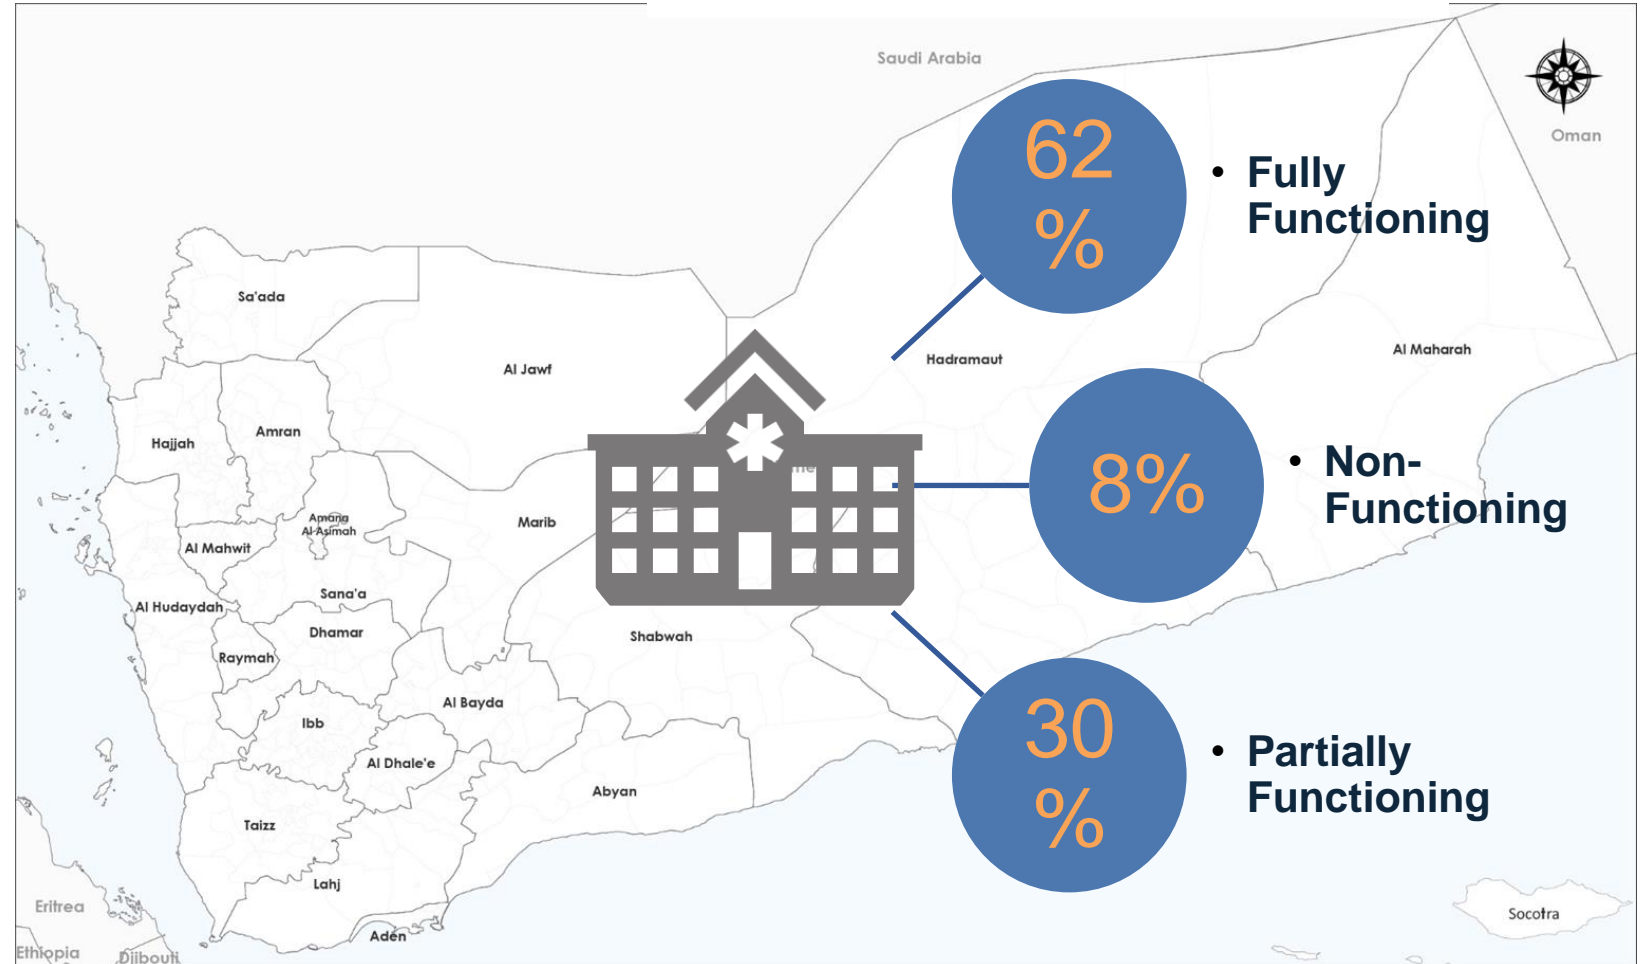 Saudi Arabia
Oman
62
%
• Fully
Functioning
Sa'ada
Al Jawf
Hadramaut
Al Maharah
Hajjah
Amran
8%
• Non-
Functioning
Marib
Amana
Al Asimah
Al Mahwit
Sana'a
Al Hudaydah
Dhamar
Raymah
Shabwah
Al Bayda
Ibb
Al Dhale'e
30
%
• Partially
Functioning
Abyan
Taizz
Lahj
Aden
Eritrea
Ethiopia
Djibouti
Socotra